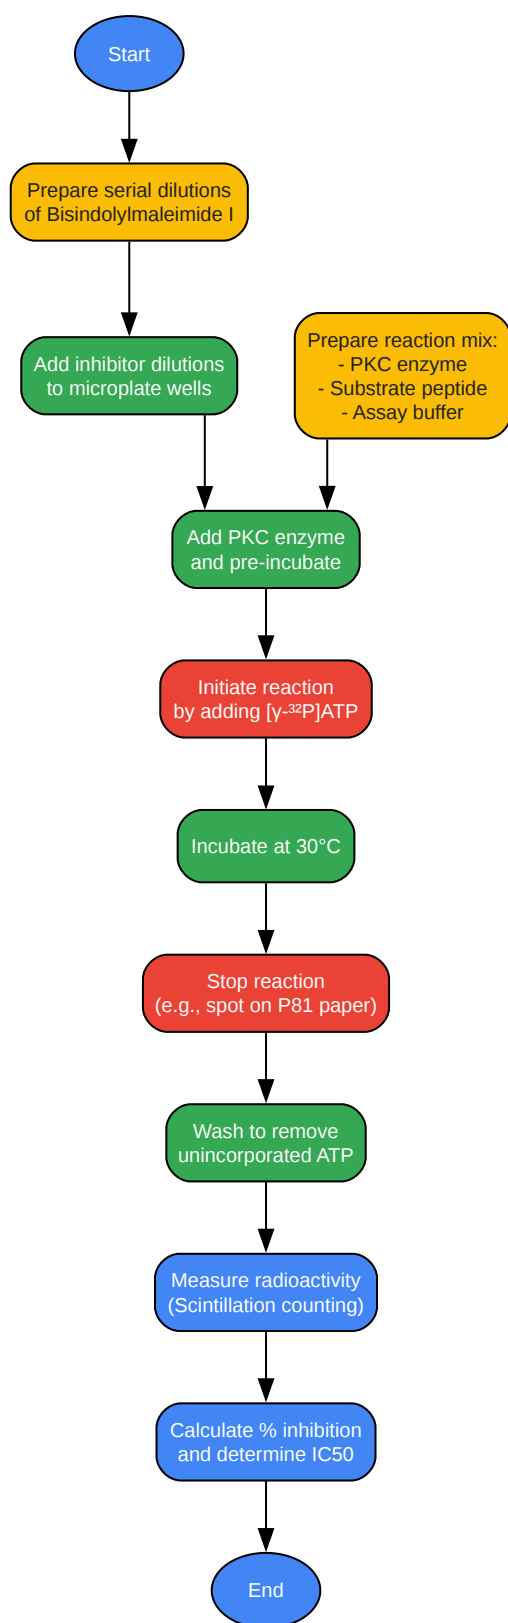 Start
Prepare serial dilutions
of Bisindolylmaleimide I
Add inhibitor dilutions
to microplate wells
Prepare reaction mix:
- PKC enzyme
- Substrate peptide
- Assay buffer
Add PKC enzyme
and pre-incubate
Initiate reaction
by adding [γ-³²P]ATP
Incubate at 30°C
Stop reaction
(e.g., spot on P81 paper)
Wash to remove
unincorporated ATP
Measure radioactivity
(Scintillation counting)
Calculate % inhibition
and determine IC50
End